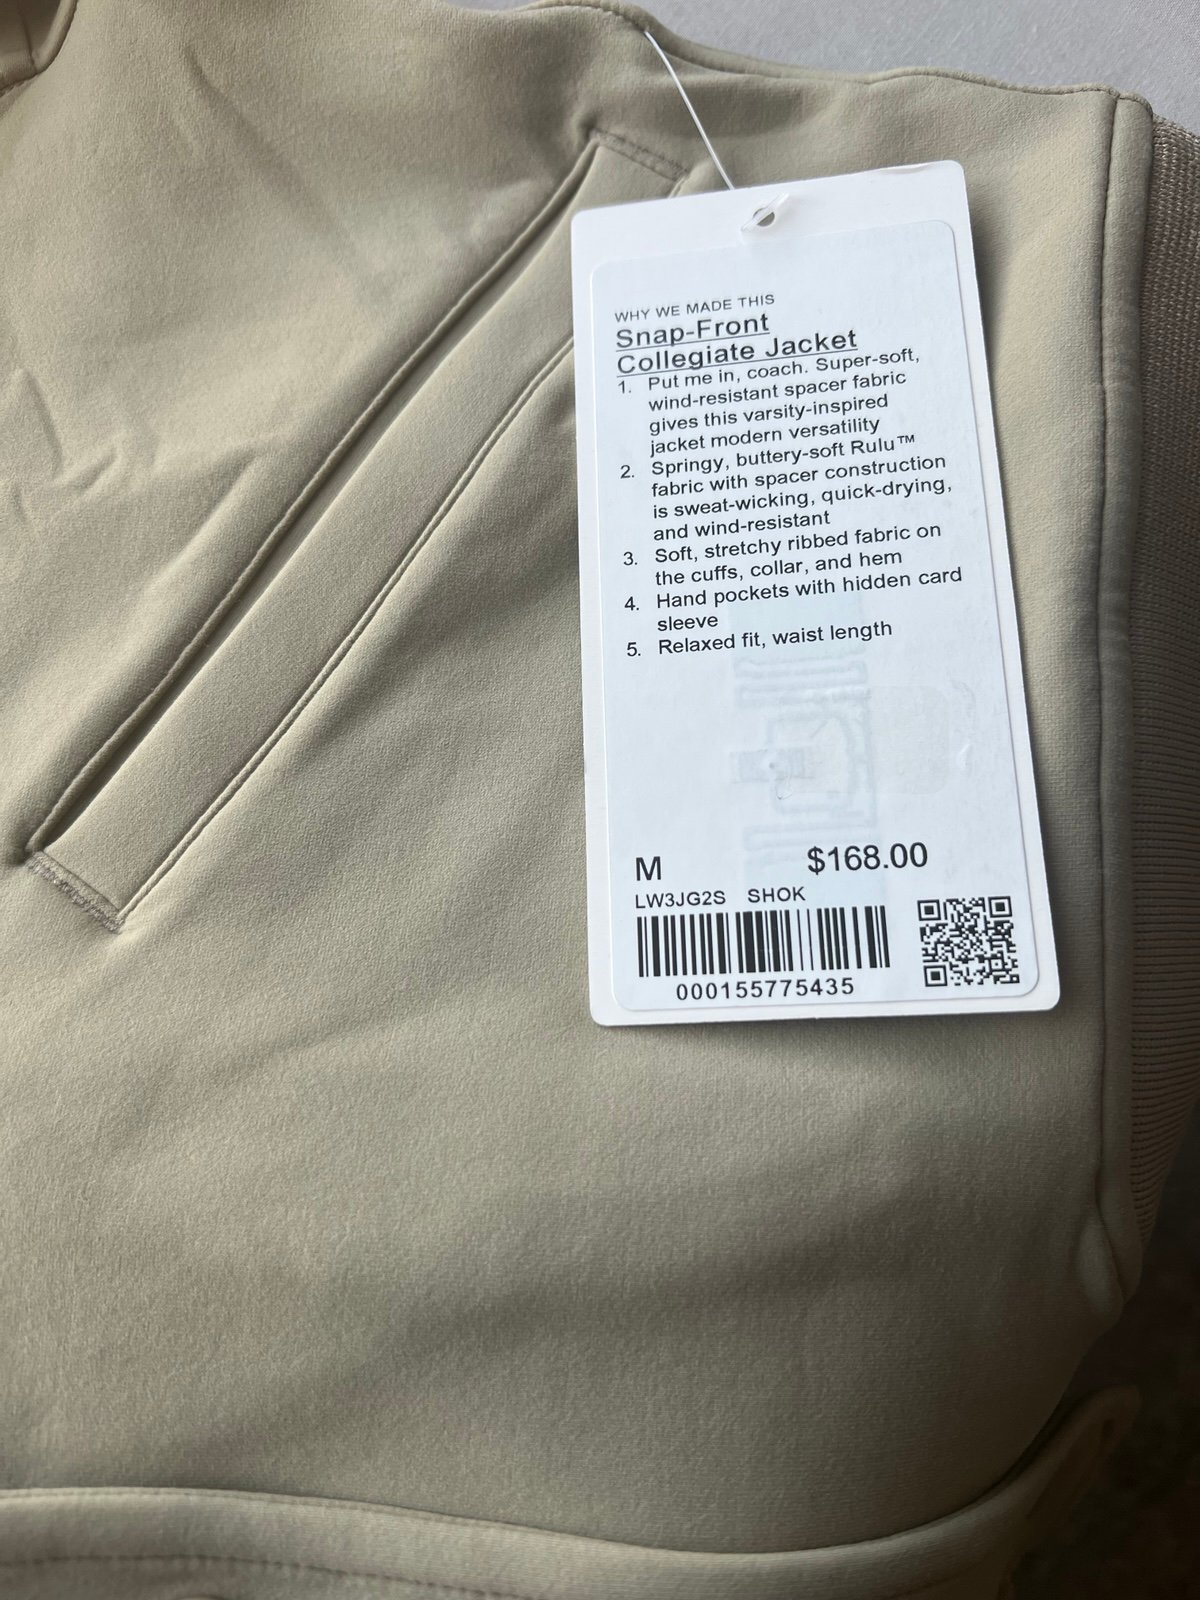 WHY WE MADE THIS
Snap-Front
Collegiate Jacket
1. Put me in, coach. Super-soft,
wind-resistant spacer fabric
gives this varsity-inspired
jacket modern versatility
2. Springy, buttery-soft Rulu™
fabric with spacer construction
is sweat-wicking, quick-drying,
and wind-resistant
3. Soft, stretchy ribbed fabric on
the cuffs, collar, and hem
4. Hand pockets with hidden card
sleeve
5. Relaxed fit, waist length
M $168.00
LW3JG2S SHOK
000155775435